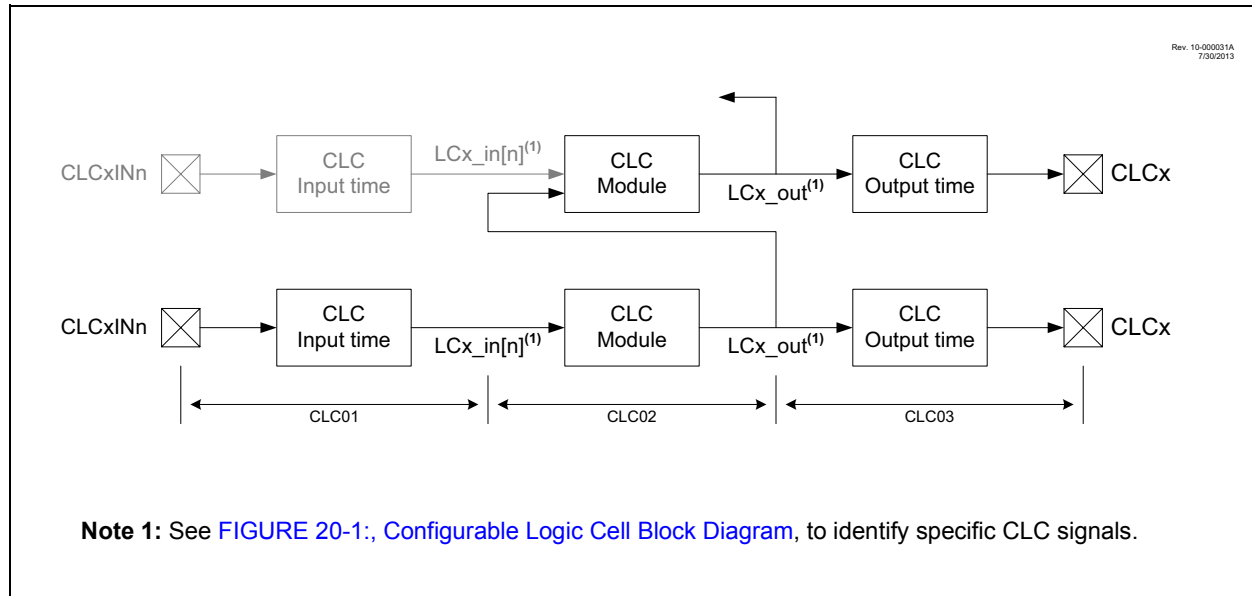 Rev. 10-000031A
7/30/2013
CLCxINn
CLC
Input time
LCx_in[n](1)
CLC
Module
LCx_out(1)
CLC
Output time
CLCx
CLCxINn
CLC
Input time
LCx_in[n](1)
CLC
Module
LCx_out(1)
CLC
Output time
CLCx
CLC01
CLC02
CLC03
Note 1: See FIGURE 20-1:, Configurable Logic Cell Block Diagram, to identify specific CLC signals.